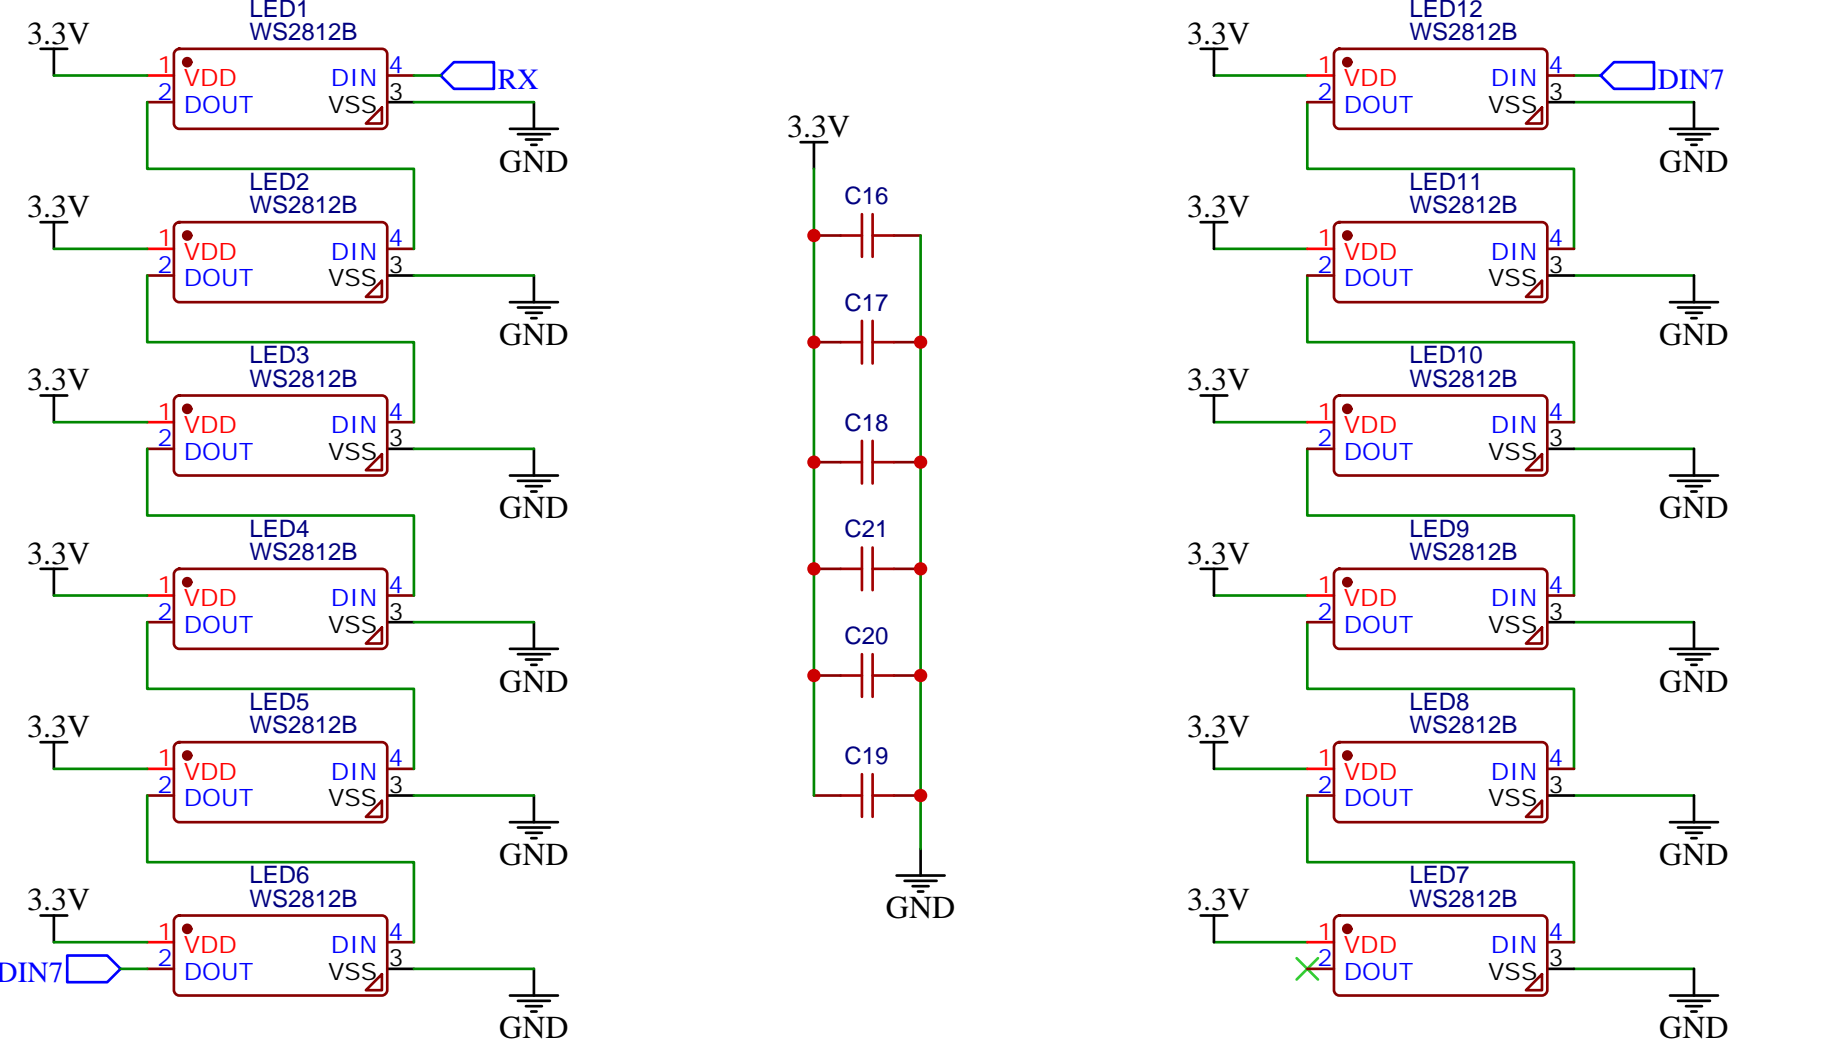 LED1
WS2812B
3.3V
1 VDD DIN 4 RX
2 DOUT VSS 3
GND
LED2
WS2812B
3.3V
1 VDD DIN 4
2 DOUT VSS 3
GND
LED3
WS2812B
3.3V
1 VDD DIN 4
2 DOUT VSS 3
GND
LED4
WS2812B
3.3V
1 VDD DIN 4
2 DOUT VSS 3
GND
LED5
WS2812B
3.3V
1 VDD DIN 4
2 DOUT VSS 3
GND
LED6
WS2812B
3.3V
1 VDD DIN 4
DIN7 2 DOUT VSS 3
GND
3.3V
C16
C17
C18
C21
C20
C19
GND
LED12
WS2812B
3.3V
1 VDD DIN 4 DIN7
2 DOUT VSS 3
GND
LED11
WS2812B
3.3V
1 VDD DIN 4
2 DOUT VSS 3
GND
LED10
WS2812B
3.3V
1 VDD DIN 4
2 DOUT VSS 3
GND
LED9
WS2812B
3.3V
1 VDD DIN 4
2 DOUT VSS 3
GND
LED8
WS2812B
3.3V
1 VDD DIN 4
2 DOUT VSS 3
GND
LED7
WS2812B
3.3V
1 VDD DIN 4
2 DOUT VSS 3
GND